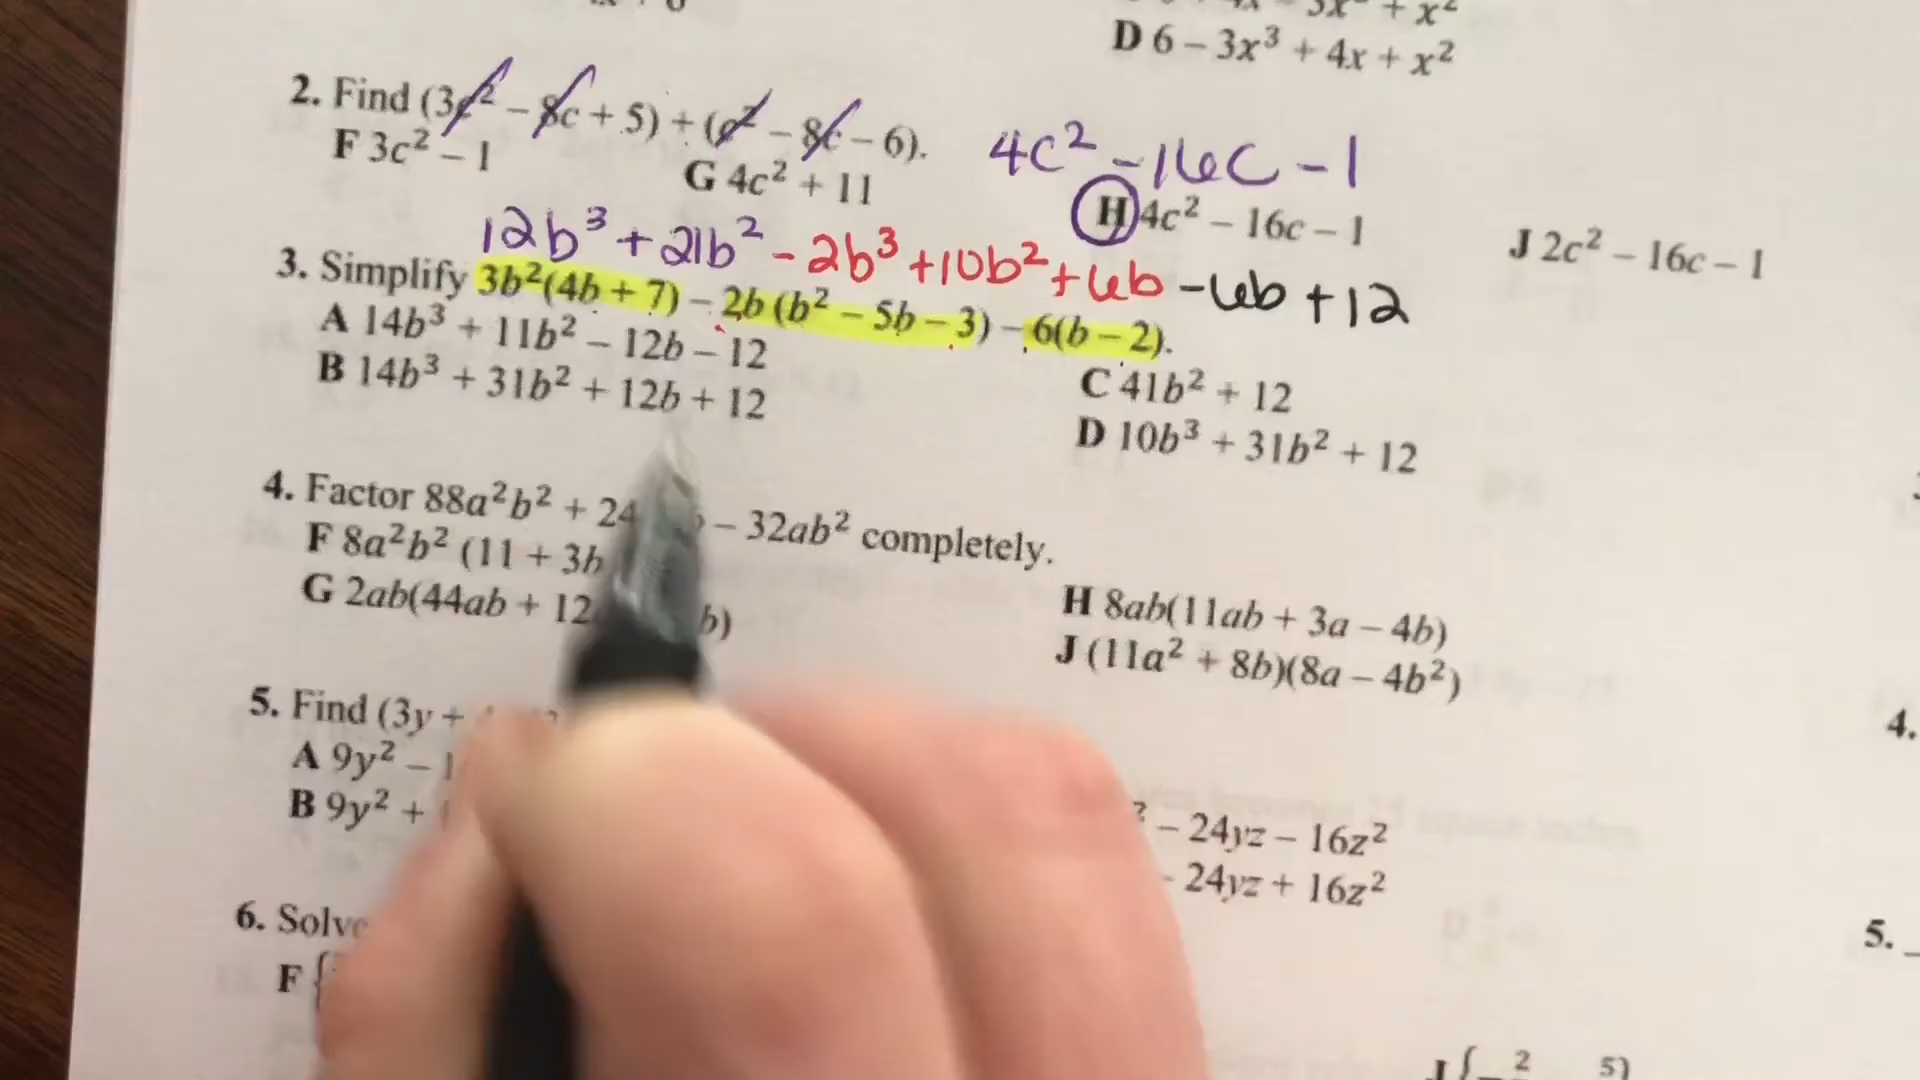 D 6 – 3x³ + 4x + x²
2. Find (3c² – 8c + 5) + (c² – 8c – 6).
4c² – 16c – 1
F 3c² – 1
G 4c² + 11
H 4c² – 16c – 1
J 2c² – 16c – 1
12b³ + 21b² - 2b³ + 10b² + 6b - 6b + 12
3. Simplify 3b²(4b + 7) – 2b (b² – 5b – 3) – 6(b – 2).
A 14b³ + 11b² – 12b – 12
B 14b³ + 31b² + 12b + 12
C 41b² + 12
D 10b³ + 31b² + 12
4. Factor 88a²b² + 24 – 32ab² completely.
F 8a²b² (11 + 3b
G 2ab(44ab + 12 b)
H 8ab(11ab + 3a – 4b)
J (11a² + 8b)(8a – 4b²)
5. Find (3y +
A 9y² –
B 9y² +
– 24yz – 16z²
- 24yz + 16z²
6. Solve
F {
4.
5.